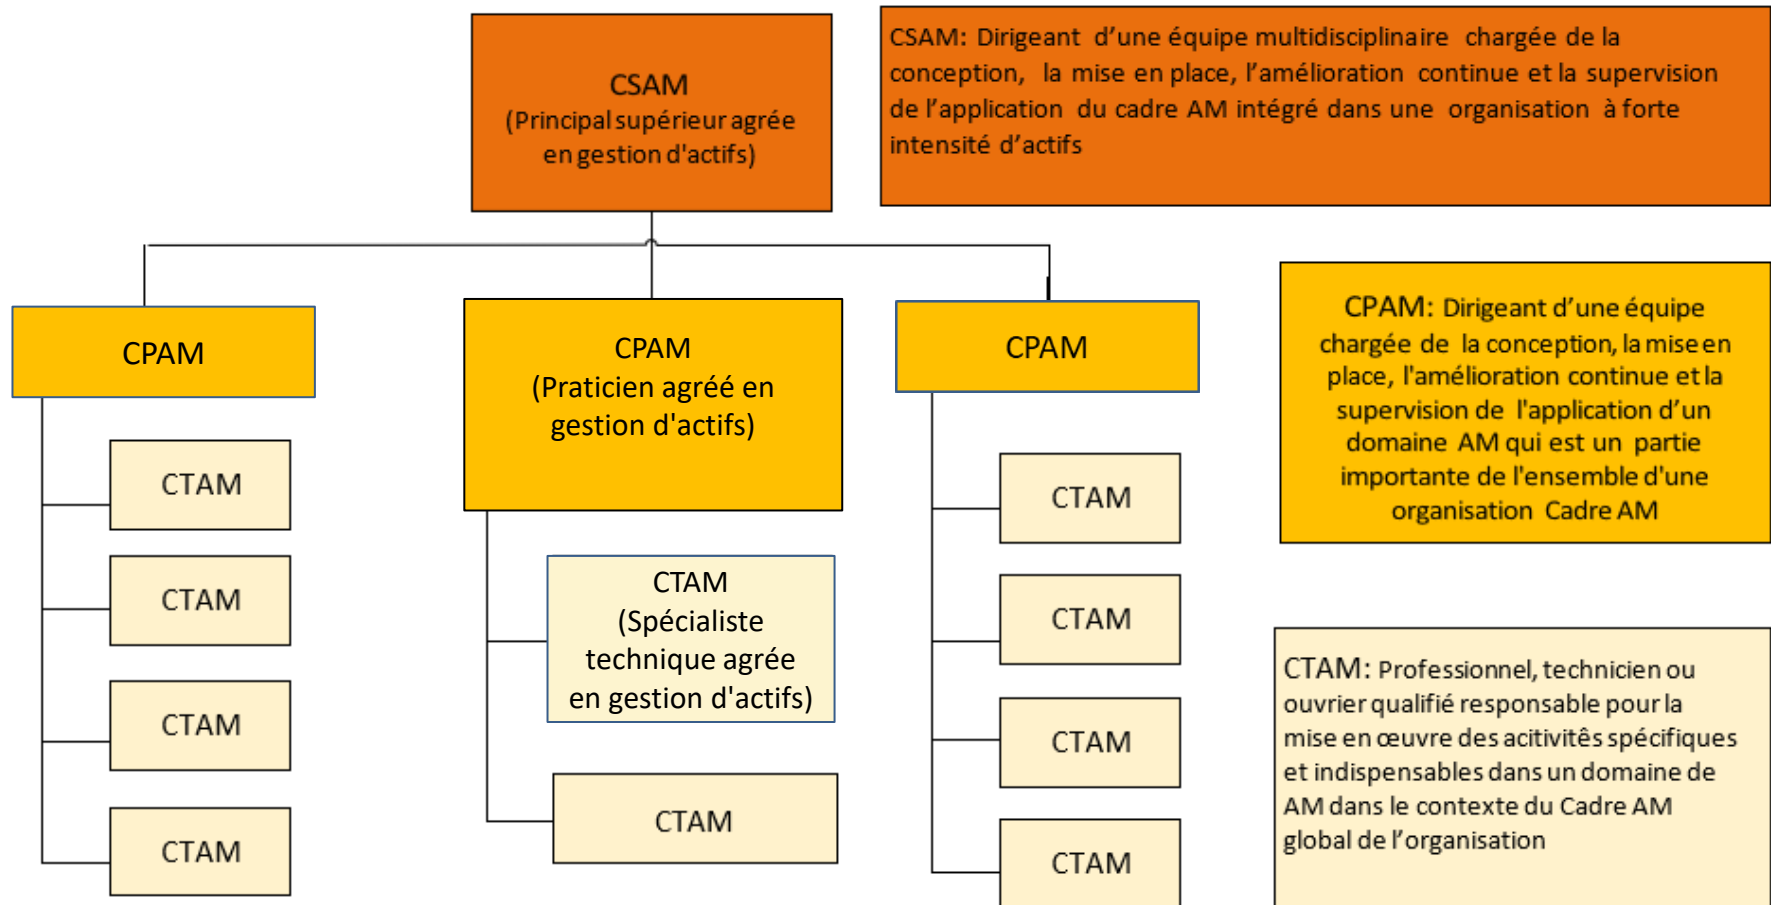 CSAM
(Principal supérieur agrée
en gestion d'actifs)
CSAM: Dirigeant d’une équipe multidisciplinaire chargée de la
conception, la mise en place, l’amélioration continue et la supervision
de l’application du cadre AM intégré dans une organisation à forte
intensité d’actifs
CPAM
CPAM
(Praticien agréé en
gestion d'actifs)
CPAM
CPAM: Dirigeant d’une équipe
chargée de la conception, la mise en
place, l'amélioration continue et la
supervision de l'application d’un
domaine AM qui est un partie
importante de l'ensemble d'une
organisation Cadre AM
CTAM
CTAM
CTAM
CTAM
CTAM
(Spécialiste
technique agrée
en gestion d'actifs)
CTAM
CTAM
CTAM
CTAM
CTAM
CTAM: Professionnel, technicien ou
ouvrier qualifié responsable pour la
mise en œuvre des acitivitês spécifiques
et indispensables dans un domaine de
AM dans le contexte du Cadre AM
global de l’organisation